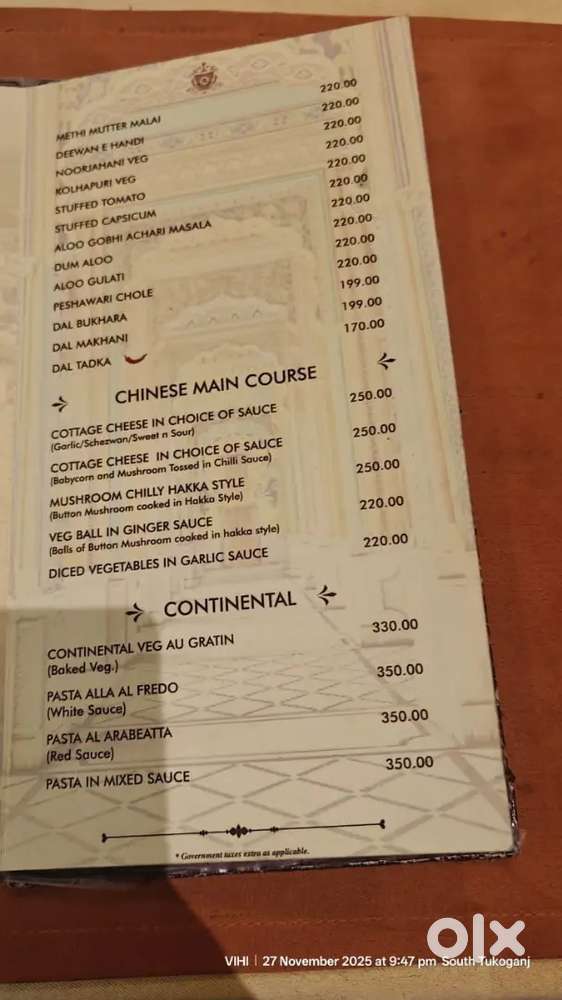 METHI MUTTER MALAI 220.00
DEEWAN E HANDI 220.00
NOORJAHANI VEG 220.00
KOLHAPURI VEG 220.00
STUFFED TOMATO 220.00
STUFFED CAPSICUM 220.00
ALOO GOBHI ACHARI MASALA 220.00
DUM ALOO 220.00
ALOO GULATI 220.00
PESHAWARI CHOLE 220.00
DAL BUKHARA 199.00
DAL MAKHANI 199.00
DAL TADKA 170.00
CHINESE MAIN COURSE
COTTAGE CHEESE IN CHOICE OF SAUCE 250.00
(Garlic/Schezwan/Sweet n Sour)
COTTAGE CHEESE IN CHOICE OF SAUCE 250.00
(Babycorn and Mushroom Tossed in Chilli Sauce)
MUSHROOM CHILLY HAKKA STYLE 250.00
(Button Mushroom cooked in Hakka Style)
VEG BALL IN GINGER SAUCE 220.00
(Balls of Button Mushroom cooked in hakka style)
DICED VEGETABLES IN GARLIC SAUCE 220.00
CONTINENTAL
CONTINENTAL VEG AU GRATIN 330.00
(Baked Veg.)
PASTA ALLA AL FREDO 350.00
(White Sauce)
PASTA AL ARABEATTA 350.00
(Red Sauce)
PASTA IN MIXED SAUCE 350.00
* Government taxes extra as applicable.
olx
VIHI | 27 November 2025 at 9:47 pm South Tukoganj